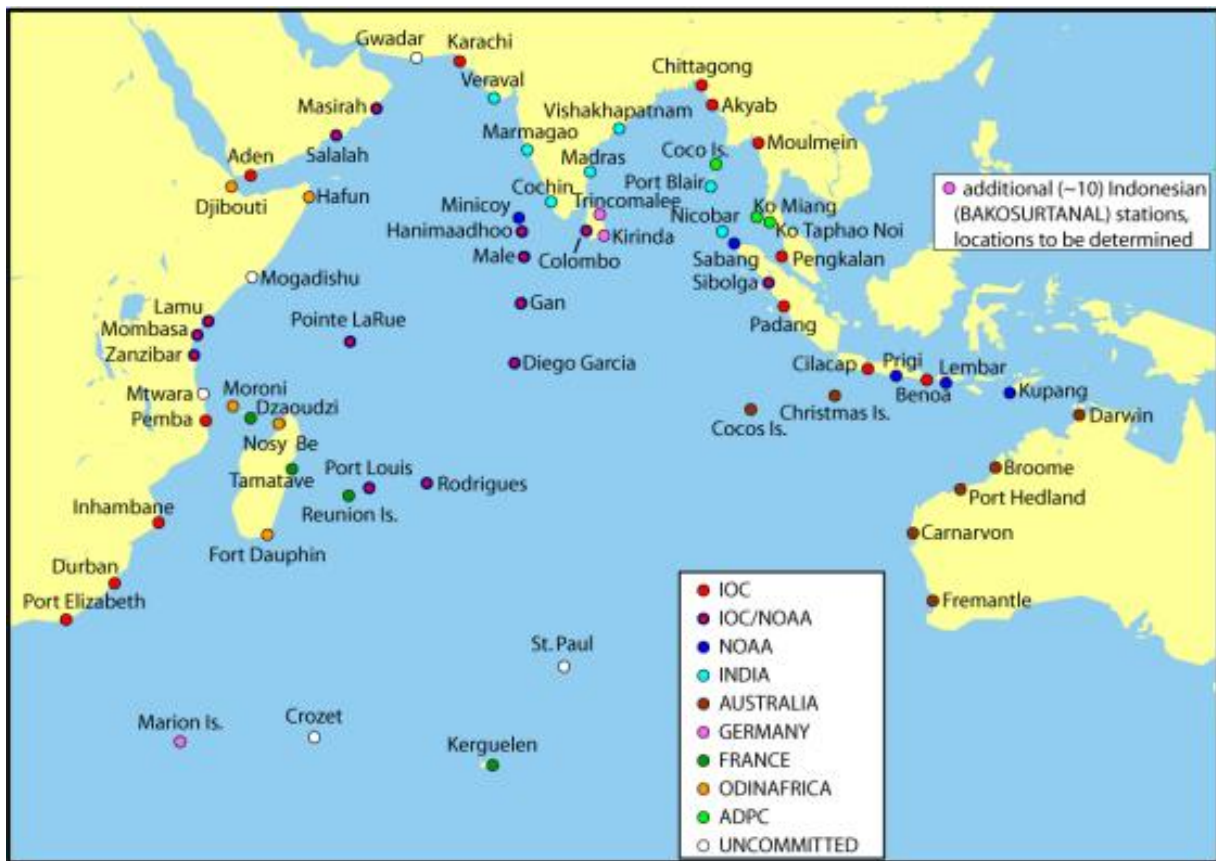 Gwadar
Karachi
Chittagong
Veraval
Masirah
Vishakhapatnam
Akyab
Marmagao
Moulmein
Salalah
Aden
Madras
Coco Is.
Djibouti
Hafun
Cochin
Port Blair
Trincomalee
Ko Miang
Minicoy
Nicobar
Ko Taphao Noi
Hanimaadhoo
Kirinda
Male
Colombo
Sabang
Pengkalan
Mogadishu
Sibolga
Lamu
Pointe LaRue
Gan
Padang
Mombasa
Zanzibar
Diego Garcia
Cilacap
Prigi
Lembar
Mtwara
Moroni
Benoa
Kupang
Pemba
Dzaoudzi
Christmas Is.
Darwin
Nosy Be
Cocos Is.
Tamatave
Port Louis
Rodrigues
Broome
Reunion Is.
Port Hedland
Inhambane
Carnarvon
Fort Dauphin
Durban
Port Elizabeth
Fremantle
St. Paul
Marion Is.
Crozet
Kerguelen
additional (~10) Indonesian
(BAKOSURTANAL) stations,
locations to be determined
IOC
IOC/NOAA
NOAA
INDIA
AUSTRALIA
GERMANY
FRANCE
ODINAFRICA
ADPC
UNCOMMITTED